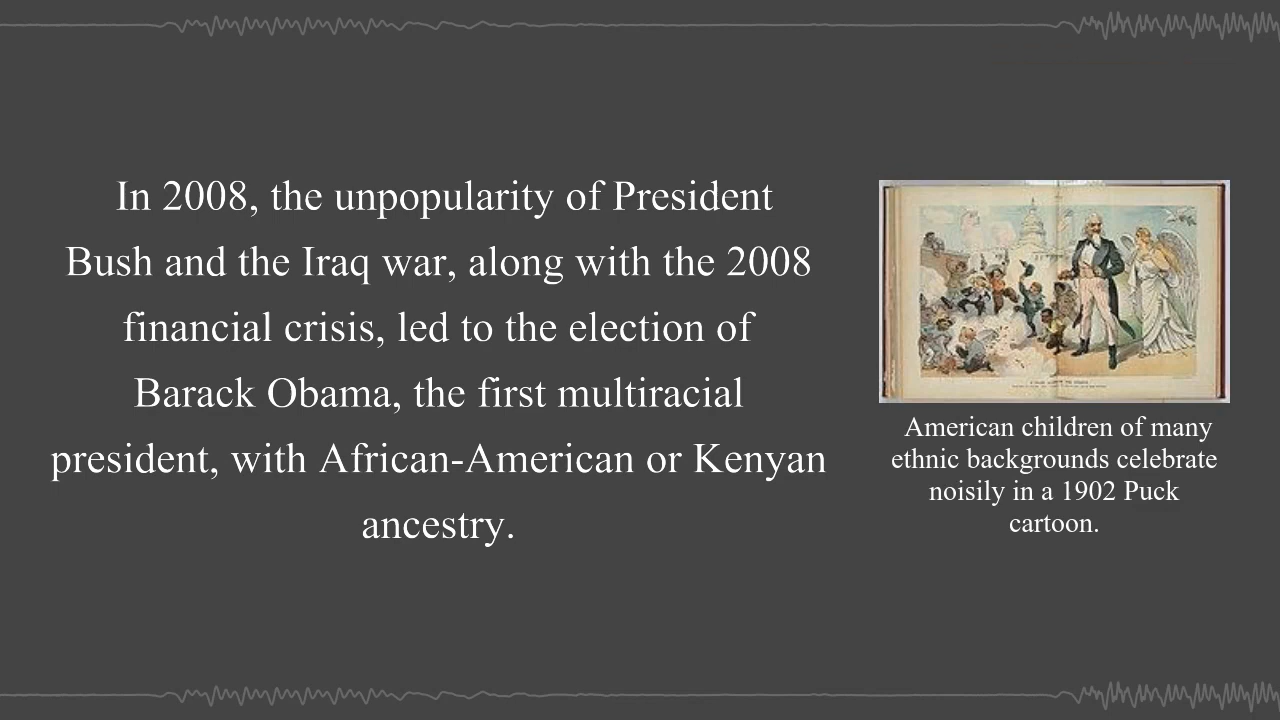 In 2008, the unpopularity of President
Bush and the Iraq war, along with the 2008
financial crisis, led to the election of
Barack Obama, the first multiracial
president, with African-American or Kenyan
ancestry.
American children of many
ethnic backgrounds celebrate
noisily in a 1902 Puck
cartoon.